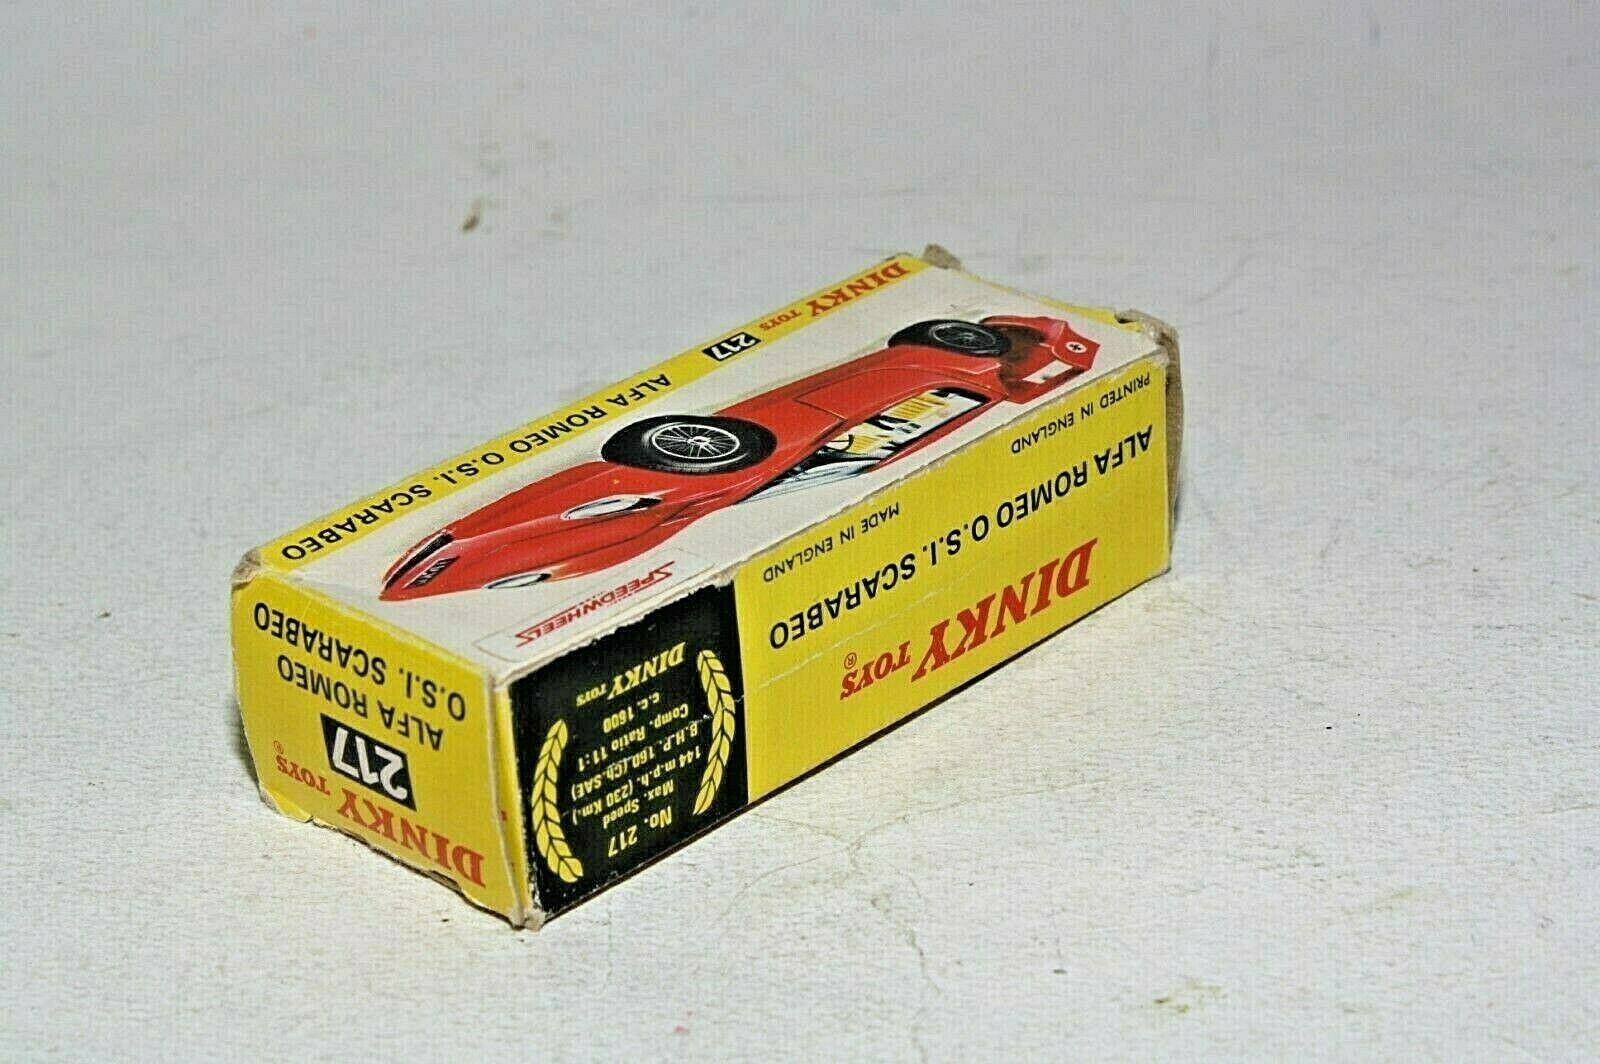 DINKY TOYS 217 ALFA ROMEO O.S.I. SCARABEO
SPEEDWHEELS
DINKY TOYS®
217
ALFA ROMEO
O.S.I. SCARABEO
No. 217
Max. Speed
144 m.p.h. (230 Km.)
B.H.P. 160 (Ch.SAE)
Comp. Ratio 11:1
c.c. 1600
DINKY TOYS
DINKY TOYS®
ALFA ROMEO O.S.I. SCARABEO
MADE IN ENGLAND
PRINTED IN ENGLAND